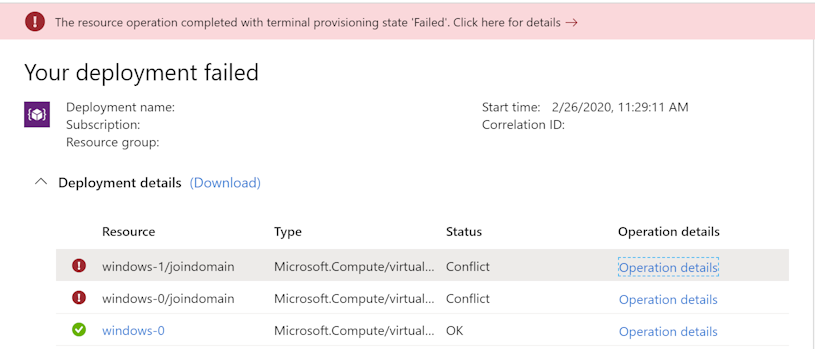 The resource operation completed with terminal provisioning state 'Failed'. Click here for details →
Your deployment failed
Deployment name:
Subscription:
Resource group:
Start time: 2/26/2020, 11:29:11 AM
Correlation ID:
Deployment details (Download)
Resource Type Status Operation details
windows-1/joindomain Microsoft.Compute/virtual... Conflict Operation details
windows-0/joindomain Microsoft.Compute/virtual... Conflict Operation details
windows-0 Microsoft.Compute/virtual... OK Operation details